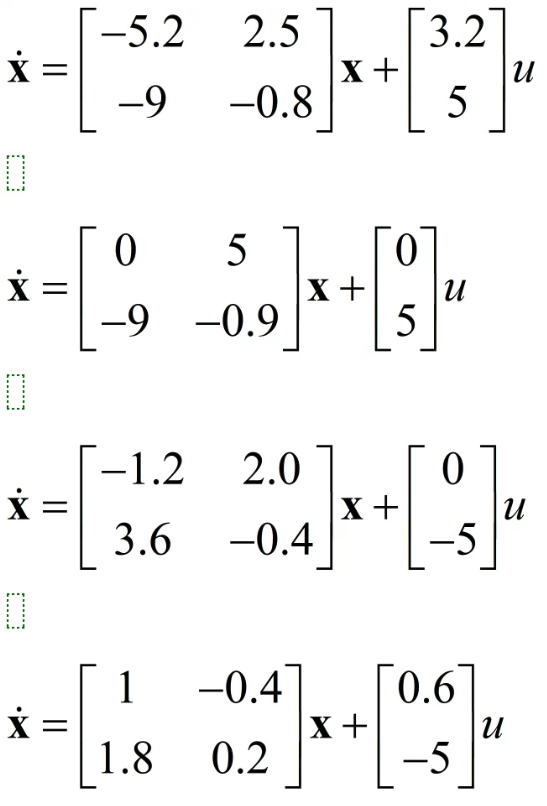 ẋ = [−5.2 2.5; −9 −0.8] x + [3.2; 5] u
ẋ = [0 5; −9 −0.9] x + [0; 5] u
ẋ = [−1.2 2.0; 3.6 −0.4] x + [0; −5] u
ẋ = [1 −0.4; 1.8 0.2] x + [0.6; −5] u